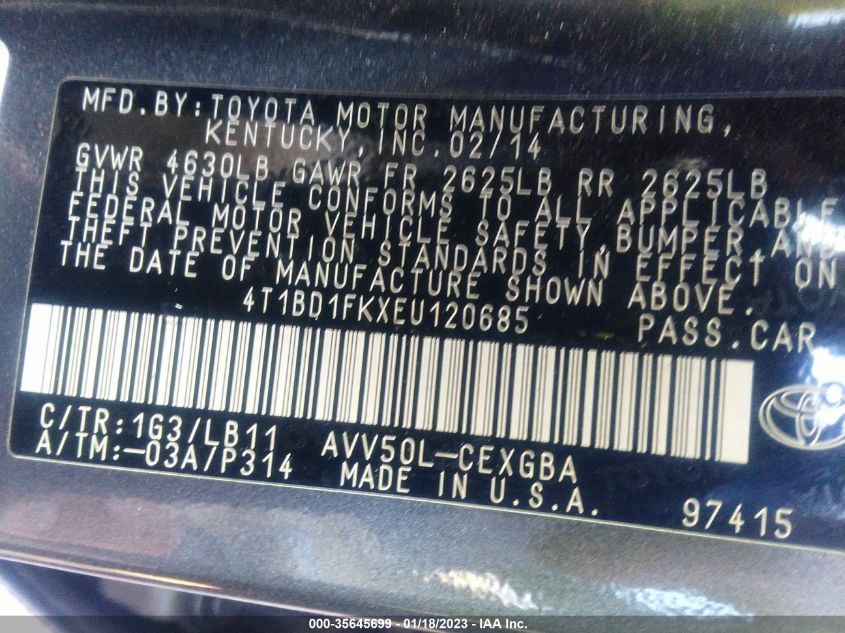 MFD.BY:TOYOTA MOTOR MANUFACTURING,
KENTUCKY,INC.02/14
GVWR 4630LB GAWR FR 2625LB RR 2625LB
THIS VEHICLE CONFORMS TO ALL APPLICABLE
FEDERAL MOTOR VEHICLE SAFETY,BUMPER,AND
THEFT PREVENTION STANDARDS IN EFFECT ON
THE DATE OF MANUFACTURE SHOWN ABOVE.
4T1BD1FKXEU120685 PASS.CAR
C/TR:1G3/LB11 AVV50L-CEXGBA
A/TM:-03A/P314 MADE IN U.S.A.
97415
000-35645699 - 01/18/2023 - IAA Inc.